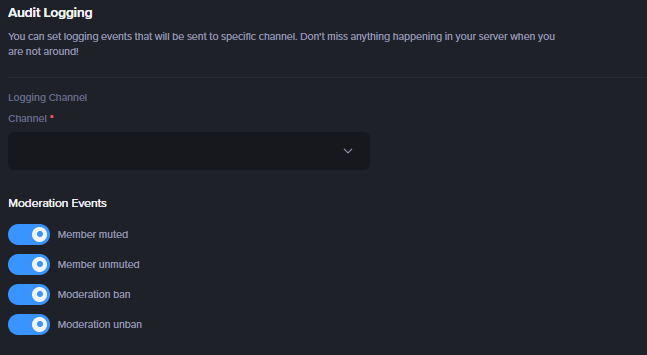 Audit Logging
You can set logging events that will be sent to specific channel. Don't miss anything happening in your server when you
are not around!
Logging Channel
Channel *
Moderation Events
Member muted
Member unmuted
Moderation ban
Moderation unban